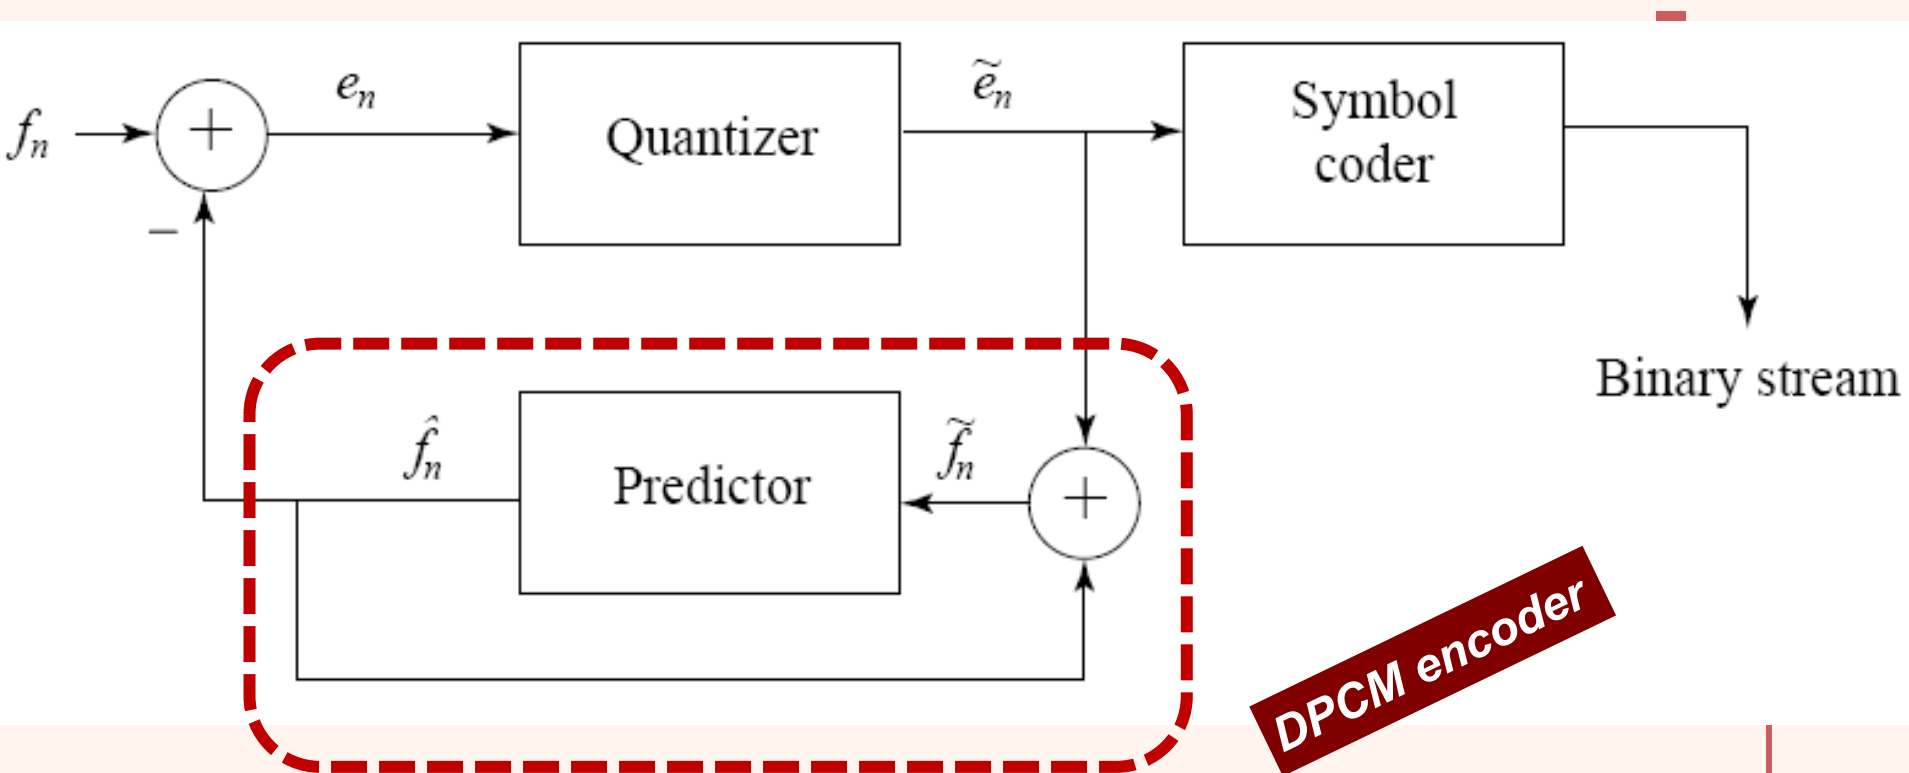 fₙ
+
eₙ
Quantizer
ẽₙ
Symbol
coder
−
Binary stream
f̂ₙ
Predictor
f̃ₙ
+
DPCM encoder